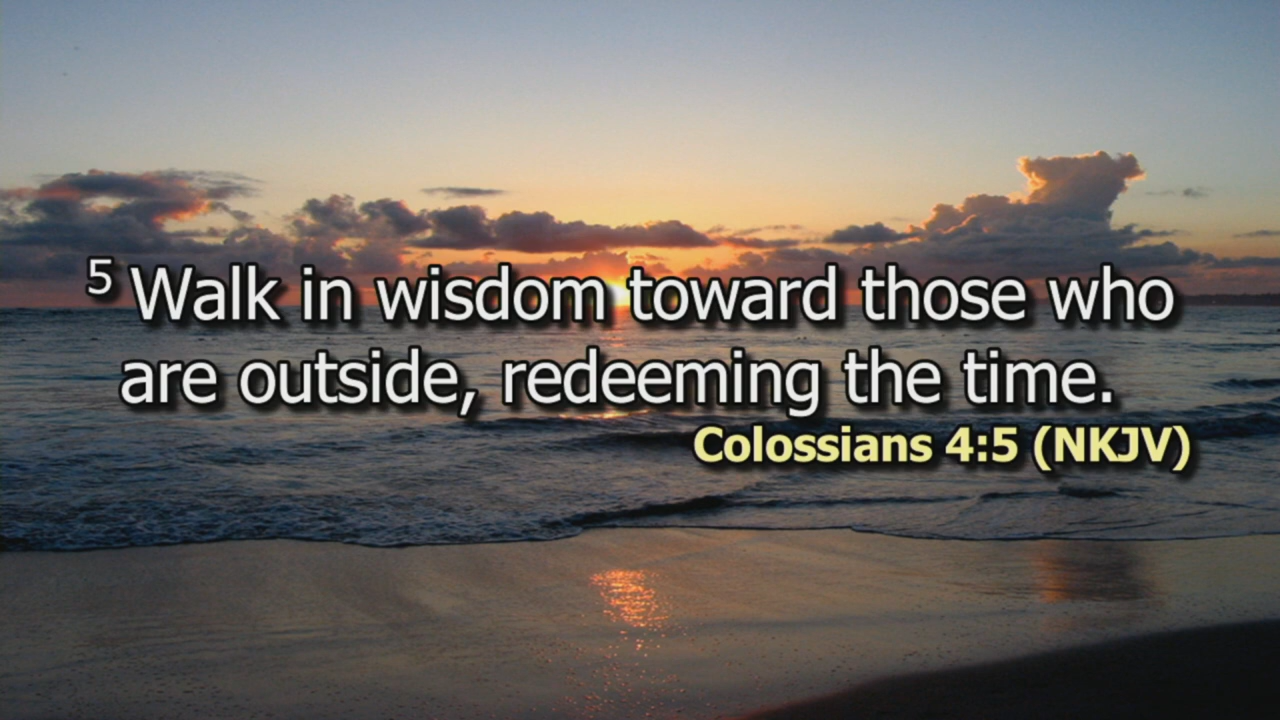 5 Walk in wisdom toward those who
are outside, redeeming the time.
Colossians 4:5 (NKJV)